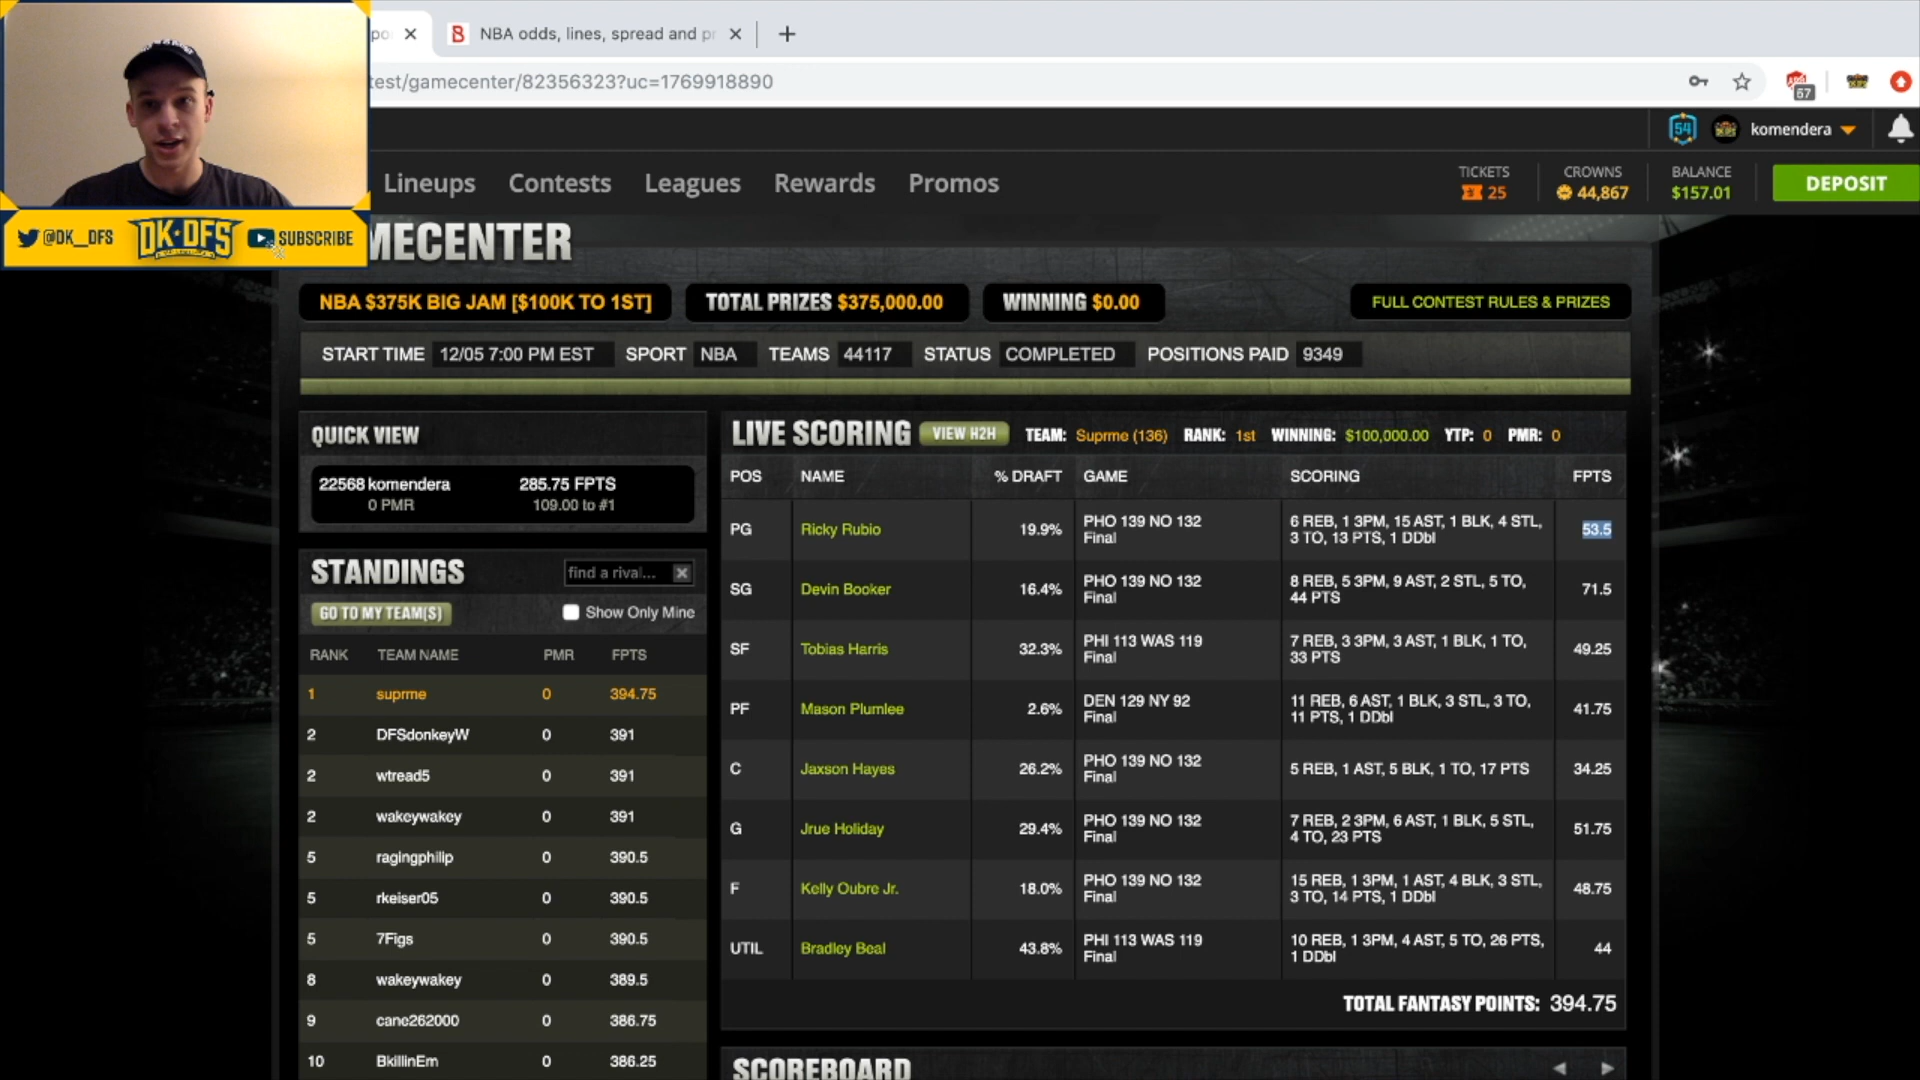 po
NBA odds, lines, spread and pr
test/gamecenter/82356323?uc=1769918890
67
54
komendera
Lineups Contests Leagues Rewards Promos
TICKETS 25
CROWNS 44,867
BALANCE $157.01
DEPOSIT
@DK__DFS DK·DFS SUBSCRIBE
MECENTER
NBA $375K BIG JAM [$100K TO 1ST] TOTAL PRIZES $375,000.00 WINNING $0.00 FULL CONTEST RULES & PRIZES
START TIME 12/05 7:00 PM EST SPORT NBA TEAMS 44117 STATUS COMPLETED POSITIONS PAID 9349
QUICK VIEW
22568 komendera 285.75 FPTS
0 PMR 109.00 to #1
STANDINGS find a rival...
GO TO MY TEAM(S) Show Only Mine
RANK TEAM NAME PMR FPTS
1 suprme 0 394.75
2 DFSdonkeyW 0 391
2 wtread5 0 391
2 wakeywakey 0 391
5 ragingphilip 0 390.5
5 rkeiser05 0 390.5
5 7Figs 0 390.5
8 wakeywakey 0 389.5
9 cane262000 0 386.75
10 BkillinEm 0 386.25
LIVE SCORING VIEW H2H TEAM: Suprme (136) RANK: 1st WINNING: $100,000.00 YTP: 0 PMR: 0
POS NAME % DRAFT GAME SCORING FPTS
PG Ricky Rubio 19.9% PHO 139 NO 132 Final 6 REB, 1 3PM, 15 AST, 1 BLK, 4 STL, 3 TO, 13 PTS, 1 DDbl 53.5
SG Devin Booker 16.4% PHO 139 NO 132 Final 8 REB, 5 3PM, 9 AST, 2 STL, 5 TO, 44 PTS 71.5
SF Tobias Harris 32.3% PHI 113 WAS 119 Final 7 REB, 3 3PM, 3 AST, 1 BLK, 1 TO, 33 PTS 49.25
PF Mason Plumlee 2.6% DEN 129 NY 92 Final 11 REB, 6 AST, 1 BLK, 3 STL, 3 TO, 11 PTS, 1 DDbl 41.75
C Jaxson Hayes 26.2% PHO 139 NO 132 Final 5 REB, 1 AST, 5 BLK, 1 TO, 17 PTS 34.25
G Jrue Holiday 29.4% PHO 139 NO 132 Final 7 REB, 2 3PM, 6 AST, 1 BLK, 5 STL, 4 TO, 23 PTS 51.75
F Kelly Oubre Jr. 18.0% PHO 139 NO 132 Final 15 REB, 1 3PM, 1 AST, 4 BLK, 3 STL, 3 TO, 14 PTS, 1 DDbl 48.75
UTIL Bradley Beal 43.8% PHI 113 WAS 119 Final 10 REB, 1 3PM, 4 AST, 5 TO, 26 PTS, 1 DDbl 44
TOTAL FANTASY POINTS: 394.75
SCOREBOARD